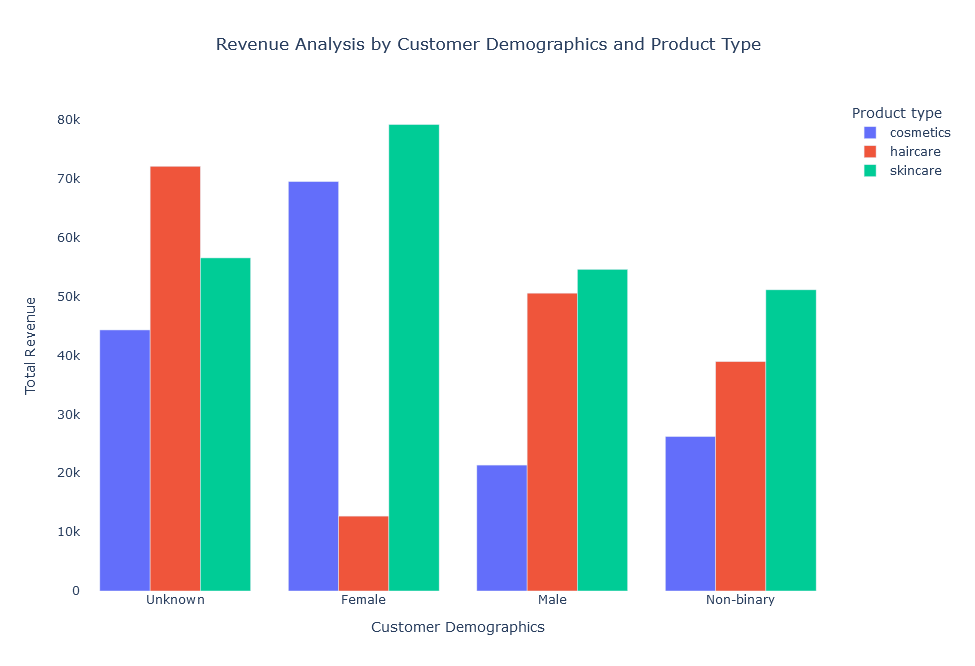 Revenue Analysis by Customer Demographics and Product Type
Product type
cosmetics
haircare
skincare
80k
70k
60k
50k
40k
30k
20k
10k
0
Total Revenue
Unknown
Female
Male
Non-binary
Customer Demographics